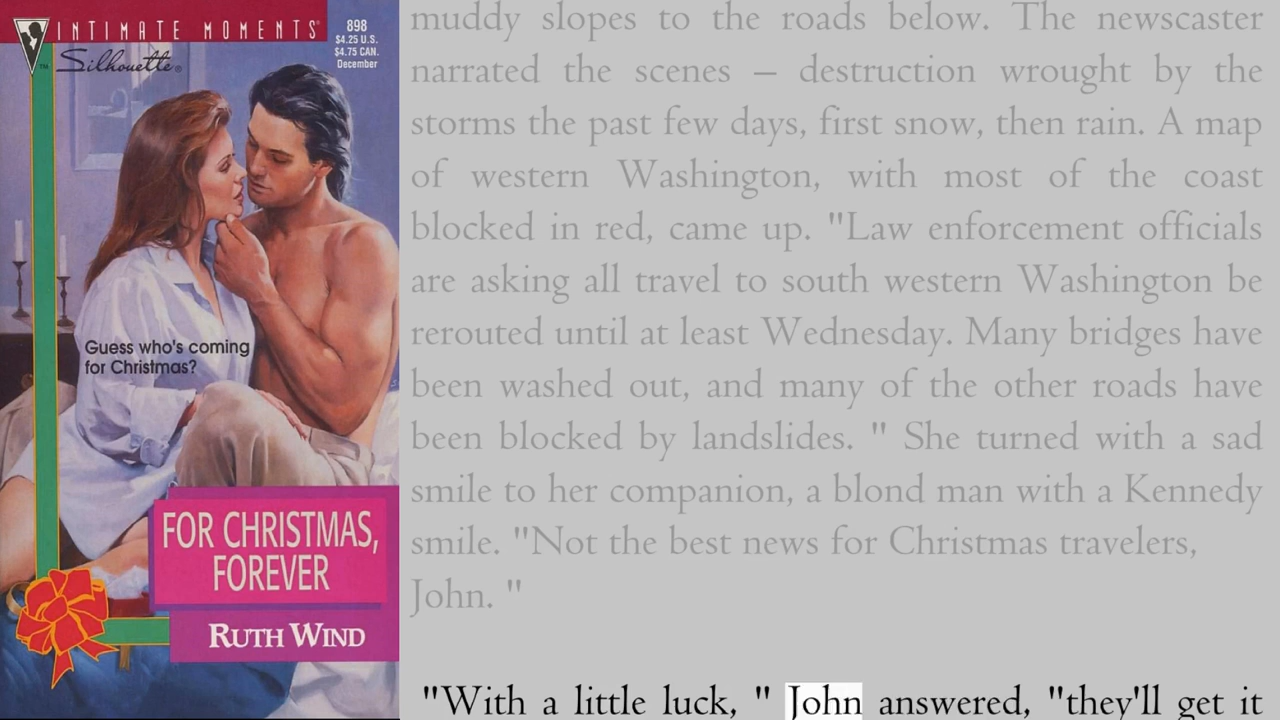 INTIMATE MOMENTS®
Silhouette®
TM
898
$4.25 U.S.
$4.75 CAN.
December
Guess who's coming
for Christmas?
FOR CHRISTMAS,
FOREVER
RUTH WIND
muddy slopes to the roads below. The newscaster
narrated the scenes – destruction wrought by the
storms the past few days, first snow, then rain. A map
of western Washington, with most of the coast
blocked in red, came up. "Law enforcement officials
are asking all travel to south western Washington be
rerouted until at least Wednesday. Many bridges have
been washed out, and many of the other roads have
been blocked by landslides. " She turned with a sad
smile to her companion, a blond man with a Kennedy
smile. "Not the best news for Christmas travelers,
John. "
"With a little luck, " John answered, "they'll get it